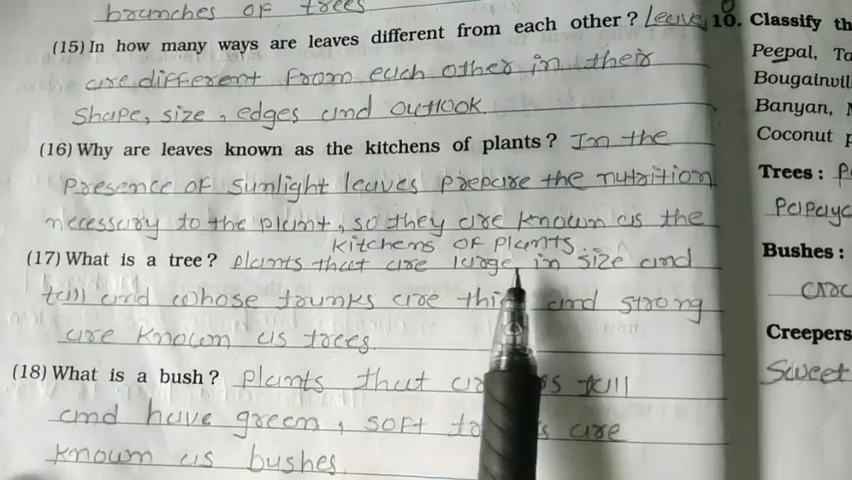 brunches of trees
(15) In how many ways are leaves different from each other ? Leaves
are different from each other in their
shape, size, edges and outlook
(16) Why are leaves known as the kitchens of plants ? In the
presence of sunlight leaves prepare the nutrition
necessary to the plant, so they are known as the
kitchens of plants.
(17) What is a tree ? plants that are large in size and
tall and whose trunks are and strong
are known as trees
(18) What is a bush ? plants that tall
and have green, soft are
known as bushes
10. Classify th
Peepal, Ta
Bougainvil
Banyan,
Coconut p
Trees :
papaya
Bushes :
Creepers
Sweet